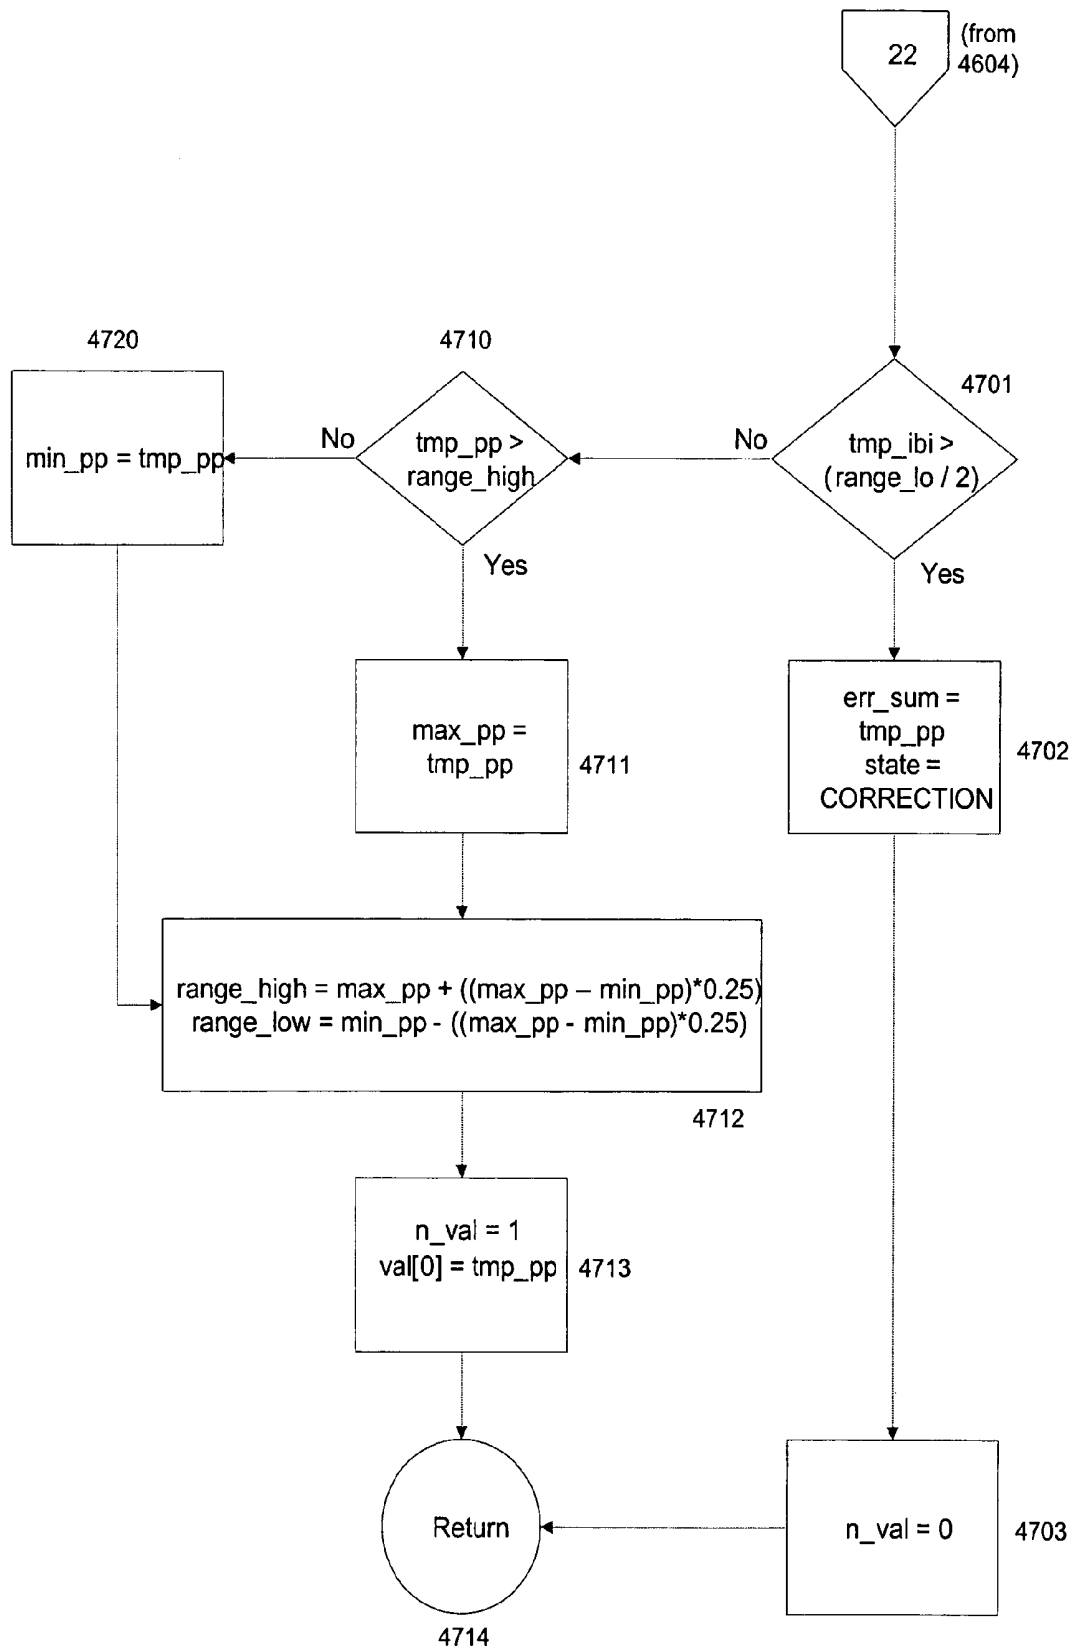 22
(from
4604)
4720
4710
4701
min_pp = tmp_pp
No
tmp_pp >
range_high
No
tmp_ibi >
(range_lo / 2)
Yes
Yes
max_pp =
tmp_pp
4711
err_sum =
tmp_pp
state =
CORRECTION
4702
range_high = max_pp + ((max_pp – min_pp)*0.25)
range_low = min_pp - ((max_pp - min_pp)*0.25)
4712
n_val = 1
val[0] = tmp_pp
4713
Return
n_val = 0
4703
4714